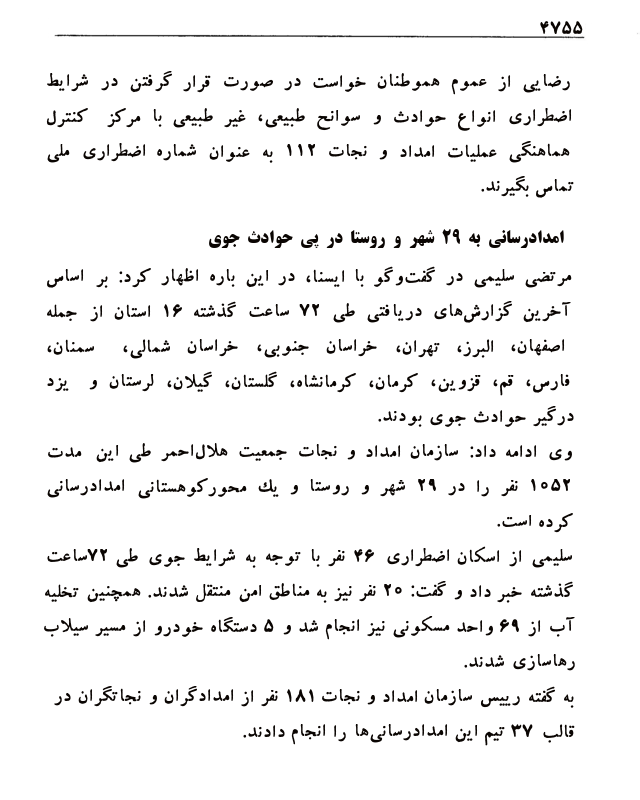 ۴۷۵۵
رضایی از عموم هموطنان خواست در صورت قرار گرفتن در شرایط
اضطراری انواع حوادث و سوانح طبیعی، غیر طبیعی با مرکز کنترل
هماهنگی عملیات امداد و نجات ۱۱۲ به عنوان شماره اضطراری ملی
تماس بگیرند.
امدادرسانی به ۲۹ شهر و روستا در پی حوادث جوی
مرتضی سلیمی در گفت‌وگو با ایسنا، در این باره اظهار کرد: بر اساس
آخرین گزارش‌های دریافتی طی ۷۲ ساعت گذشته ۱۶ استان از جمله
اصفهان، البرز، تهران، خراسان جنوبی، خراسان شمالی، سمنان،
فارس، قم، قزوین، کرمان، کرمانشاه، گلستان، گیلان، لرستان و یزد
درگیر حوادث جوی بودند.
وی ادامه داد: سازمان امداد و نجات جمعیت هلال‌احمر طی این مدت
۱۰۵۲ نفر را در ۲۹ شهر و روستا و یك محورکوهستانی امدادرسانی
کرده است.
سلیمی از اسکان اضطراری ۴۶ نفر با توجه به شرایط جوی طی ۷۲ساعت
گذشته خبر داد و گفت: ۲۰ نفر نیز به مناطق امن منتقل شدند. همچنین تخلیه
آب از ۶۹ واحد مسکونی نیز انجام شد و ۵ دستگاه خودرو از مسیر سیلاب
رهاسازی شدند.
به گفته رییس سازمان امداد و نجات ۱۸۱ نفر از امدادگران و نجاتگران در
قالب ۳۷ تیم این امدادرسانی‌ها را انجام دادند.